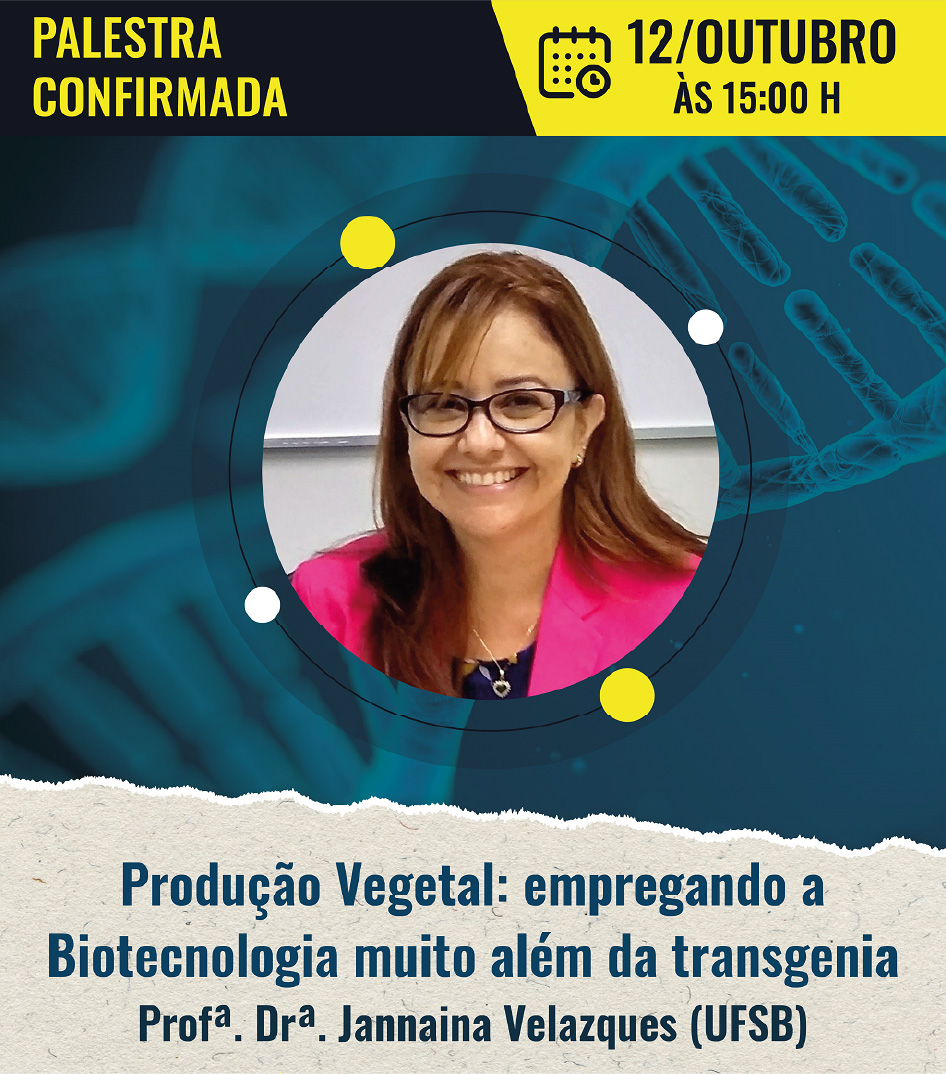 PALESTRA
CONFIRMADA
12/OUTUBRO
ÀS 15:00 H
Produção Vegetal: empregando a
Biotecnologia muito além da transgenia
Profª. Drª. Jannaina Velazques (UFSB)